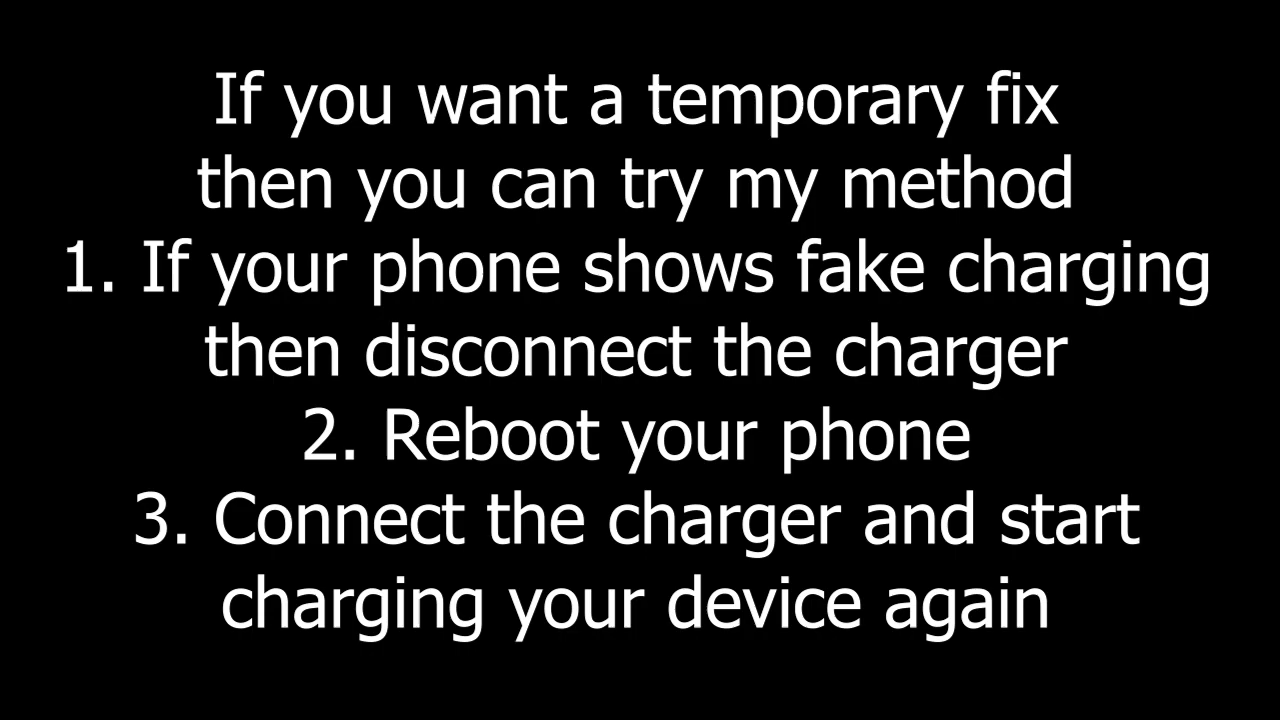 If you want a temporary fix
then you can try my method
1. If your phone shows fake charging
then disconnect the charger
2. Reboot your phone
3. Connect the charger and start
charging your device again